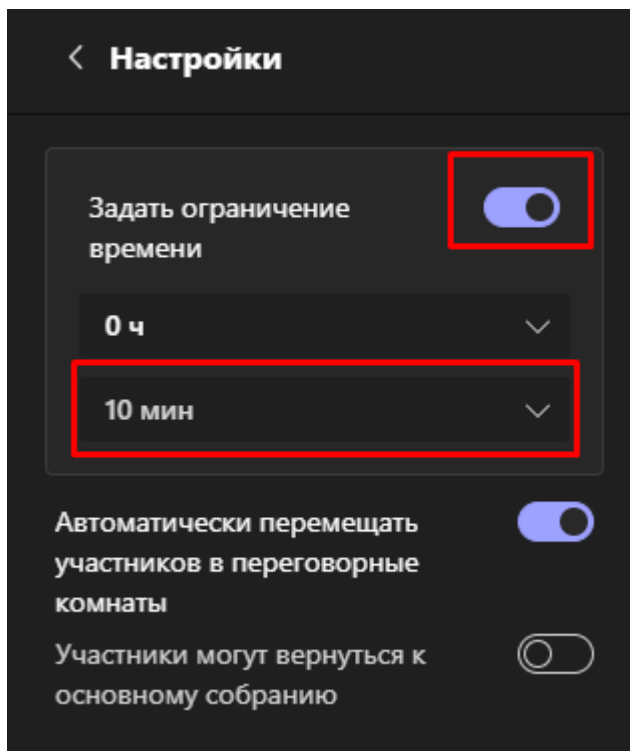 Настройки
Задать ограничение
времени
0 ч
10 мин
Автоматически перемещать
участников в переговорные
комнаты
Участники могут вернуться к
основному собранию